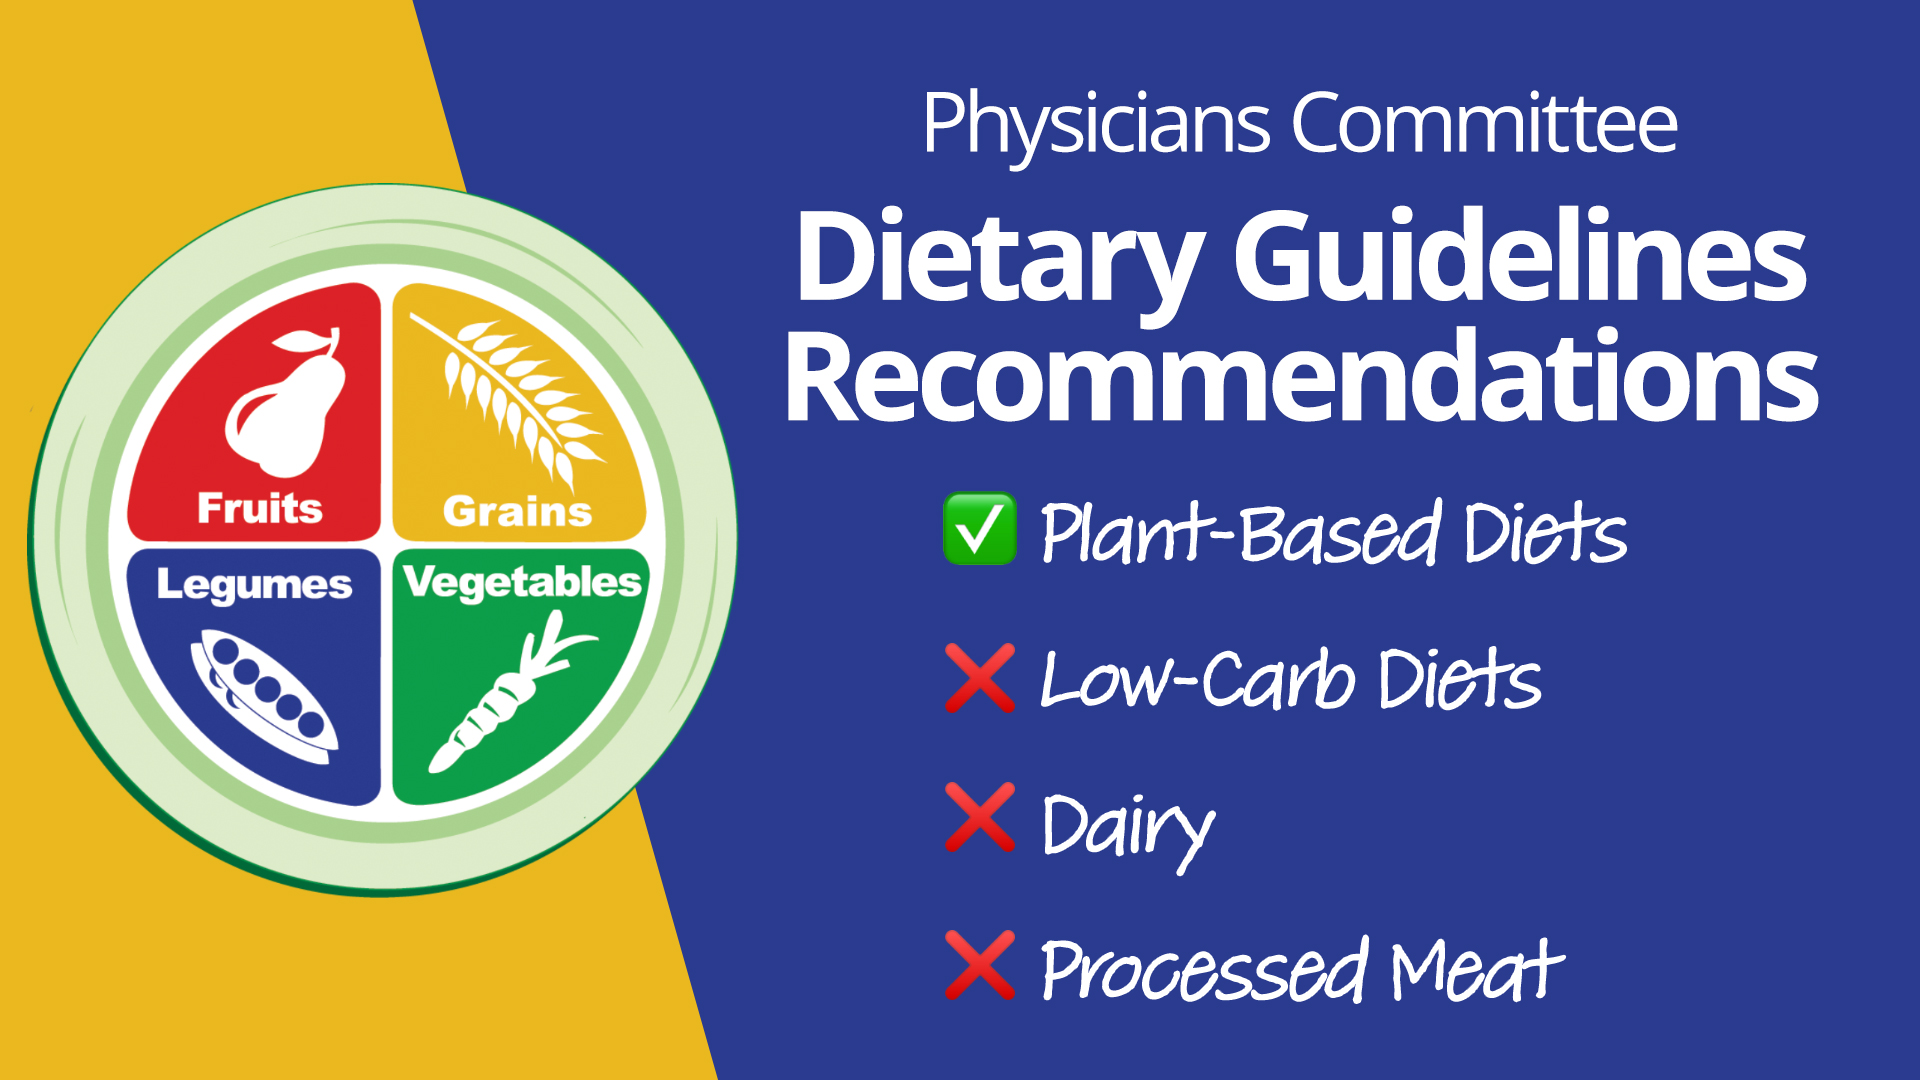 Physicians Committee
Dietary Guidelines
Recommendations
Fruits
Grains
Legumes
Vegetables
Plant-Based Diets
Low-Carb Diets
Dairy
Processed Meat